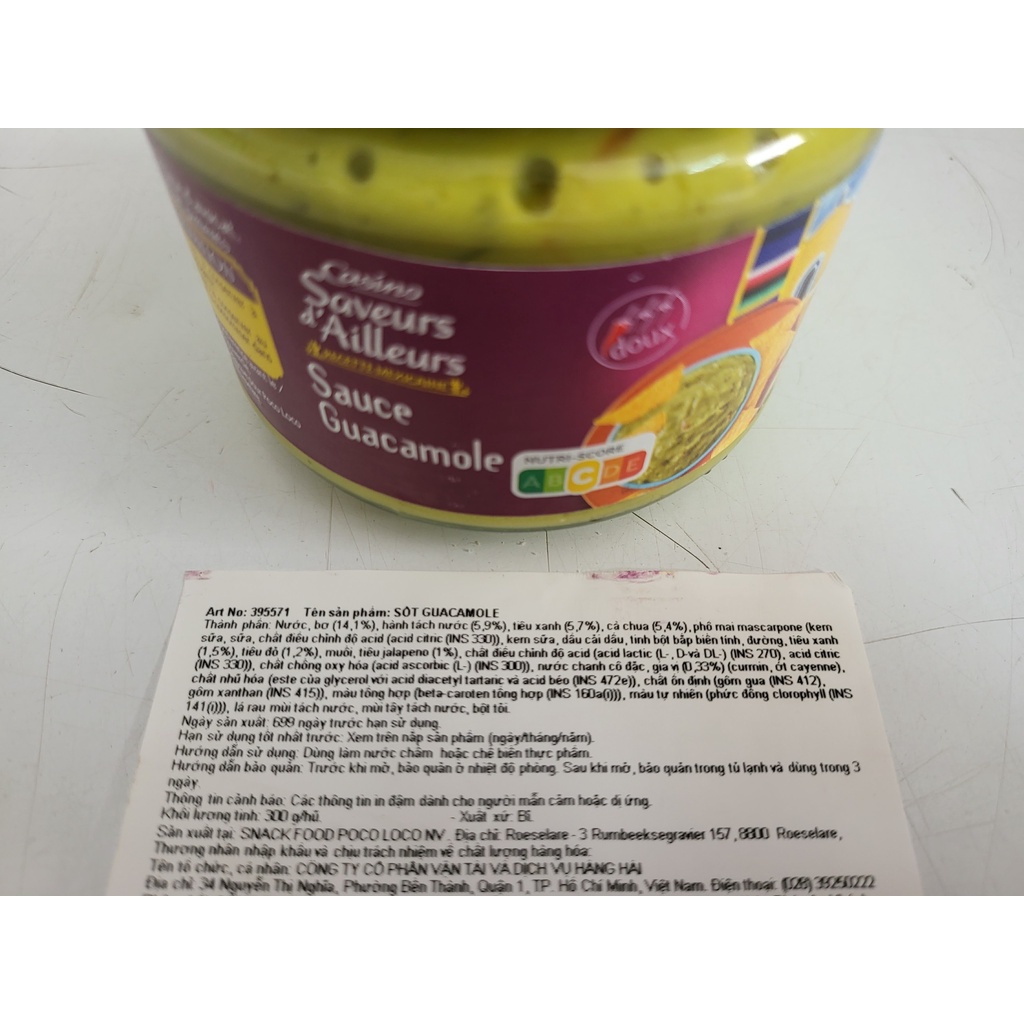 Casino
Saveurs
d'Ailleurs
RECETTE MEXICAINE
Sauce
Guacamole
doux
NUTRI-SCORE
A B C D E
Art No: 395571 Tên sản phẩm: SỐT GUACAMOLE
Thành phần: Nước, bơ (14,1%), hành tách nước (5,9%), tiêu xanh (5,7%), cà chua (5,4%), phô mai mascarpone (kem
sữa, sữa, chất điều chỉnh độ acid (acid citric (INS 330)), kem sữa, dầu cải dầu, tinh bột bắp biến tính, đường, tiêu xanh
(1,5%), tiêu đỏ (1,2%), muối, tiêu jalapeno (1%), chất điều chỉnh độ acid (acid lactic (L-, D-và DL-) (INS 270), acid citric
(INS 330)), chất chống oxy hóa (acid ascorbic (L-) (INS 300)), nước chanh cô đặc, gia vị (0,33%) (curmin, ớt cayenne),
chất nhũ hóa (este của glycerol với acid diacetyl tartaric và acid béo (INS 472e)), chất ổn định (gôm gua (INS 412),
gôm xanthan (INS 415)), màu tổng hợp (beta-caroten tổng hợp (INS 160a(i))), màu tự nhiên (phức đồng clorophyll (INS
141(i))), lá rau mùi tách nước, mùi tây tách nước, bột tỏi.
Ngày sản xuất: 699 ngày trước hạn sử dụng.
Hạn sử dụng tốt nhất trước: Xem trên nắp sản phẩm (ngày/tháng/năm).
Hướng dẫn sử dụng: Dùng làm nước chấm hoặc chế biến thực phẩm.
Hướng dẫn bảo quản: Trước khi mở, bảo quản ở nhiệt độ phòng. Sau khi mở, bảo quản trong tủ lạnh và dùng trong 3
ngày.
Thông tin cảnh báo: Các thông tin in đậm dành cho người mẫn cảm hoặc dị ứng.
Khối lượng tịnh: 300 g/hũ. - Xuất xứ: Bỉ.
Sản xuất tại: SNACK FOOD POCO LOCO NV. Địa chỉ: Roeselare - 3 Rumbeeksegravier 157, 8800 Roeselare,
Thương nhân nhập khẩu và chịu trách nhiệm về chất lượng hàng hóa:
Tên tổ chức, cá nhân: CÔNG TY CỔ PHẦN VẬN TẢI VÀ DỊCH VỤ HÀNG HẢI
Địa chỉ: 34 Nguyễn Thị Nghĩa, Phường Bến Thành, Quận 1, TP. Hồ Chí Minh, Việt Nam. Điện thoại: (028) 39250222